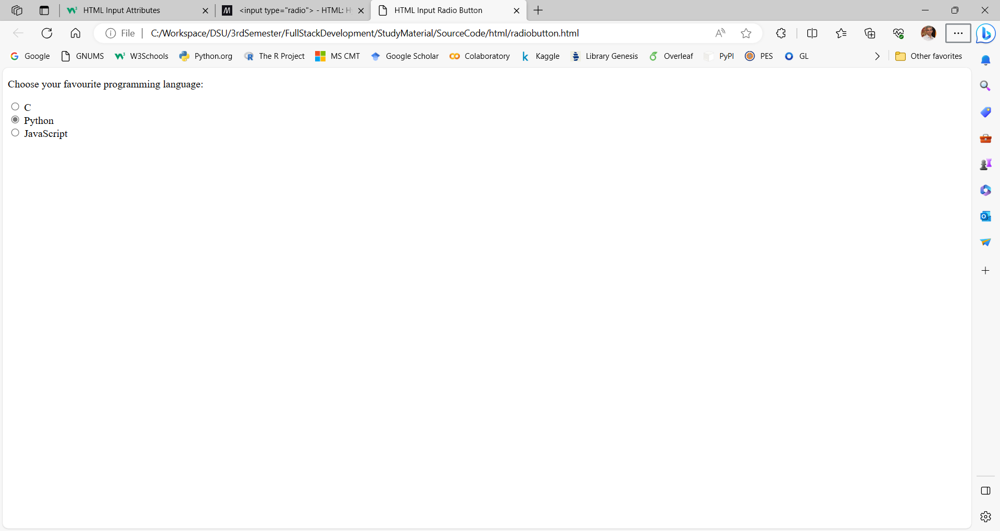 HTML Input Attributes
<input type="radio"> - HTML:
HTML Input Radio Button
File
C:/Workspace/DSU/3rdSemester/FullStackDevelopment/StudyMaterial/SourceCode/html/radiobutton.html
Google
GNUMS
W3Schools
Python.org
The R Project
MS CMT
Google Scholar
Colaboratory
Kaggle
Library Genesis
Overleaf
PyPI
PES
GL
Other favorites
Choose your favourite programming language:
C
Python
JavaScript